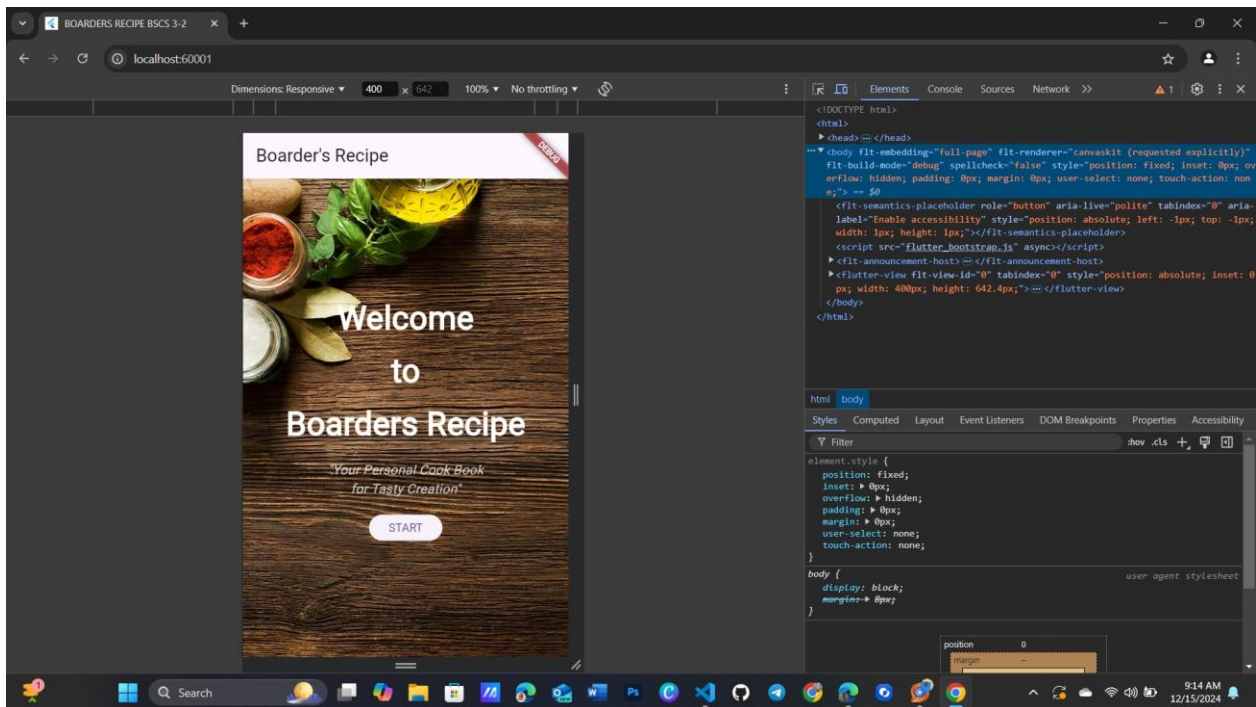 BOARDERS RECIPE BSCS 3-2
localhost:60001
Dimensions: Responsive 400 × 642 100% No throttling
Elements Console Sources Network 1
Boarder's Recipe
DEBUG
Welcome
to
Boarders Recipe
"Your Personal Cook Book
for Tasty Creation"
START
<!DOCTYPE html>
<html>
<head> … </head>
<body flt-embedding="full-page" flt-renderer="canvaskit (requested explicitly)"
flt-build-mode="debug" spellcheck="false" style="position: fixed; inset: 0px; ov
erflow: hidden; padding: 0px; margin: 0px; user-select: none; touch-action: non
e;"> == $0
<flt-semantics-placeholder role="button" aria-live="polite" tabindex="0" aria-
label="Enable accessibility" style="position: absolute; left: -1px; top: -1px;
width: 1px; height: 1px;"></flt-semantics-placeholder>
<script src="flutter_bootstrap.js" async></script>
<flt-announcement-host> … </flt-announcement-host>
<flutter-view flt-view-id="0" tabindex="0" style="position: absolute; inset: 0
px; width: 400px; height: 642.4px;"> … </flutter-view>
</body>
</html>
html body
Styles Computed Layout Event Listeners DOM Breakpoints Properties Accessibility
Filter :hov .cls
element.style {
position: fixed;
inset: 0px;
overflow: hidden;
padding: 0px;
margin: 0px;
user-select: none;
touch-action: none;
}
body { user agent stylesheet
display: block;
margin: 8px;
}
position 0
margin -
Search
Ps
9:14 AM
12/15/2024